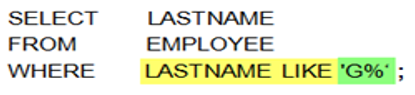 SELECT LASTNAME
FROM EMPLOYEE
WHERE LASTNAME LIKE 'G%' ;